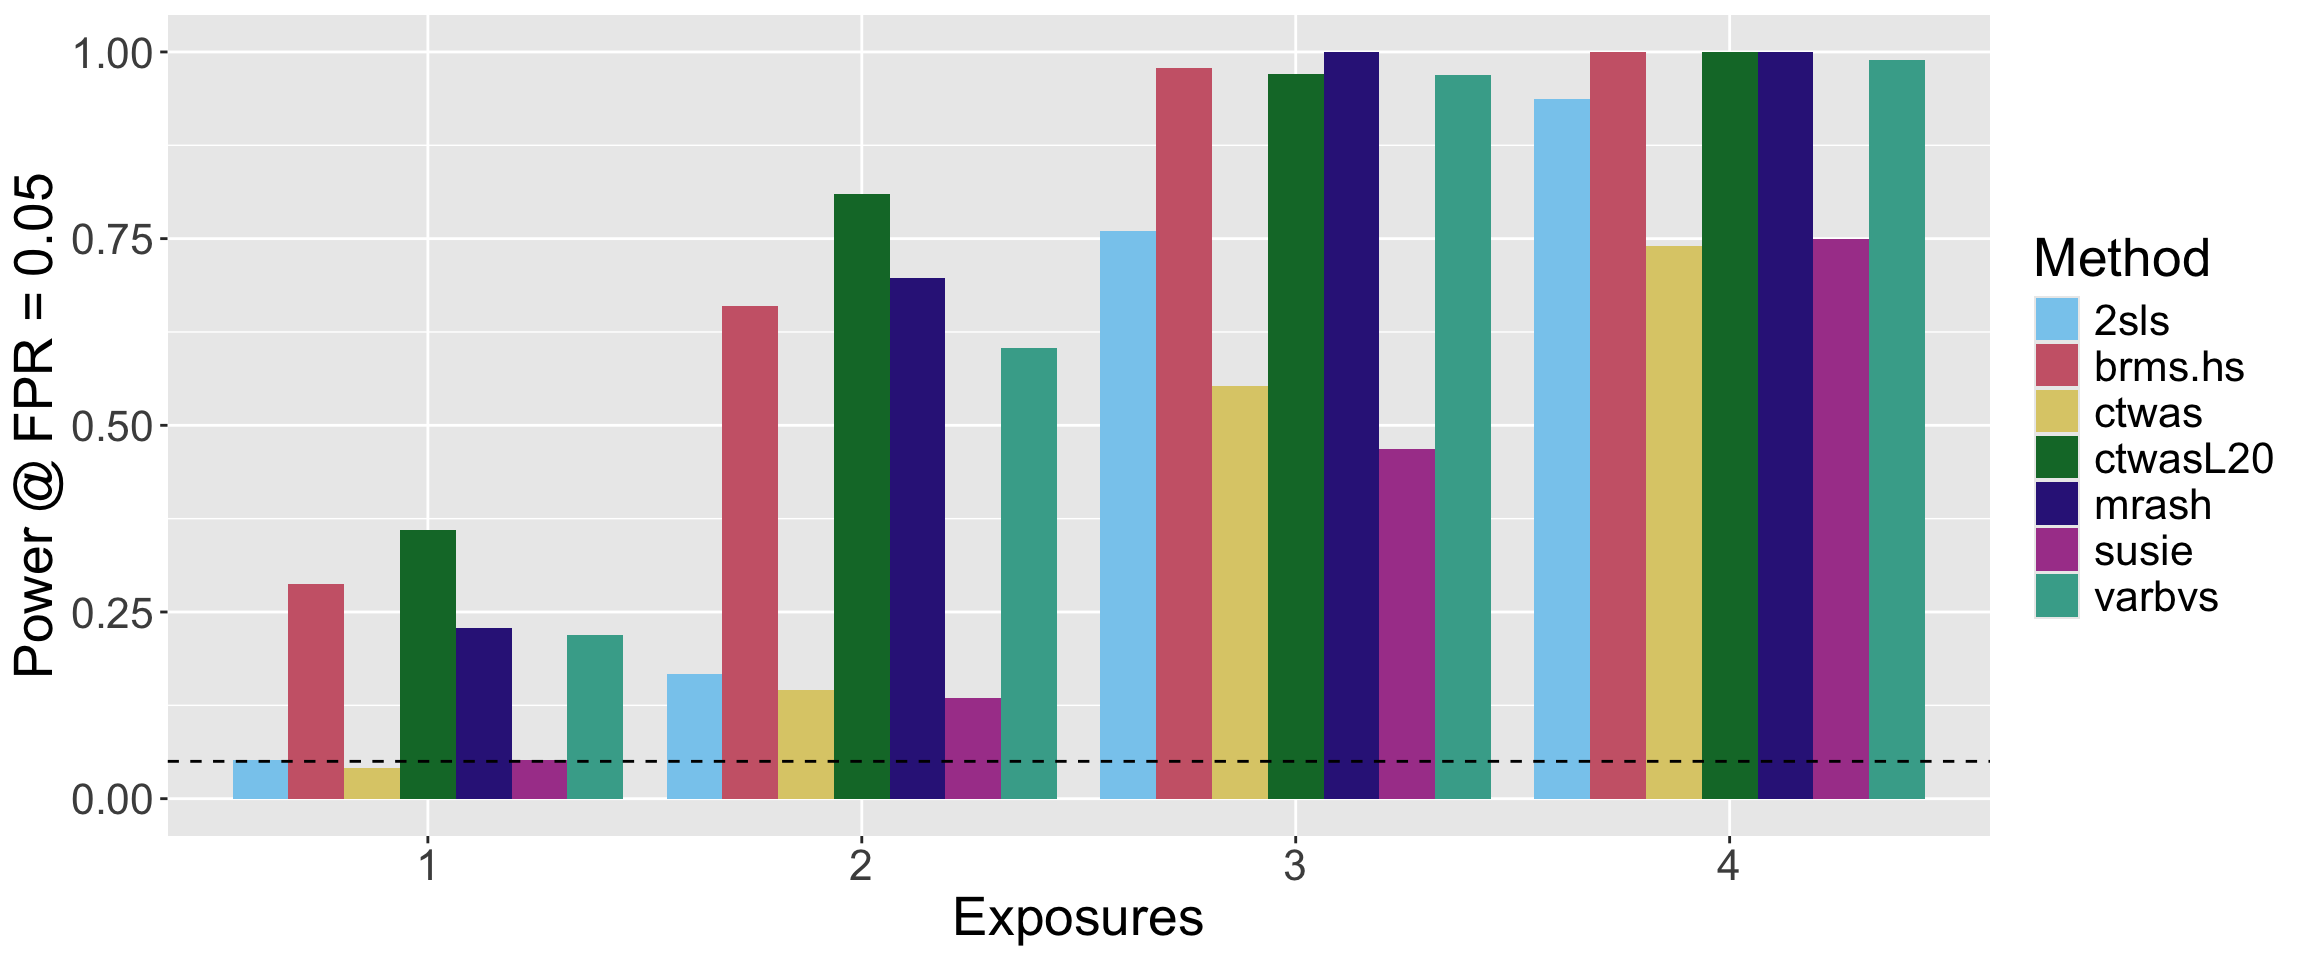 Power @ FPR = 0.05
1.00
0.75
0.50
0.25
0.00
1 2 3 4
Exposures
Method
2sls
brms.hs
ctwas
ctwasL20
mrash
susie
varbvs